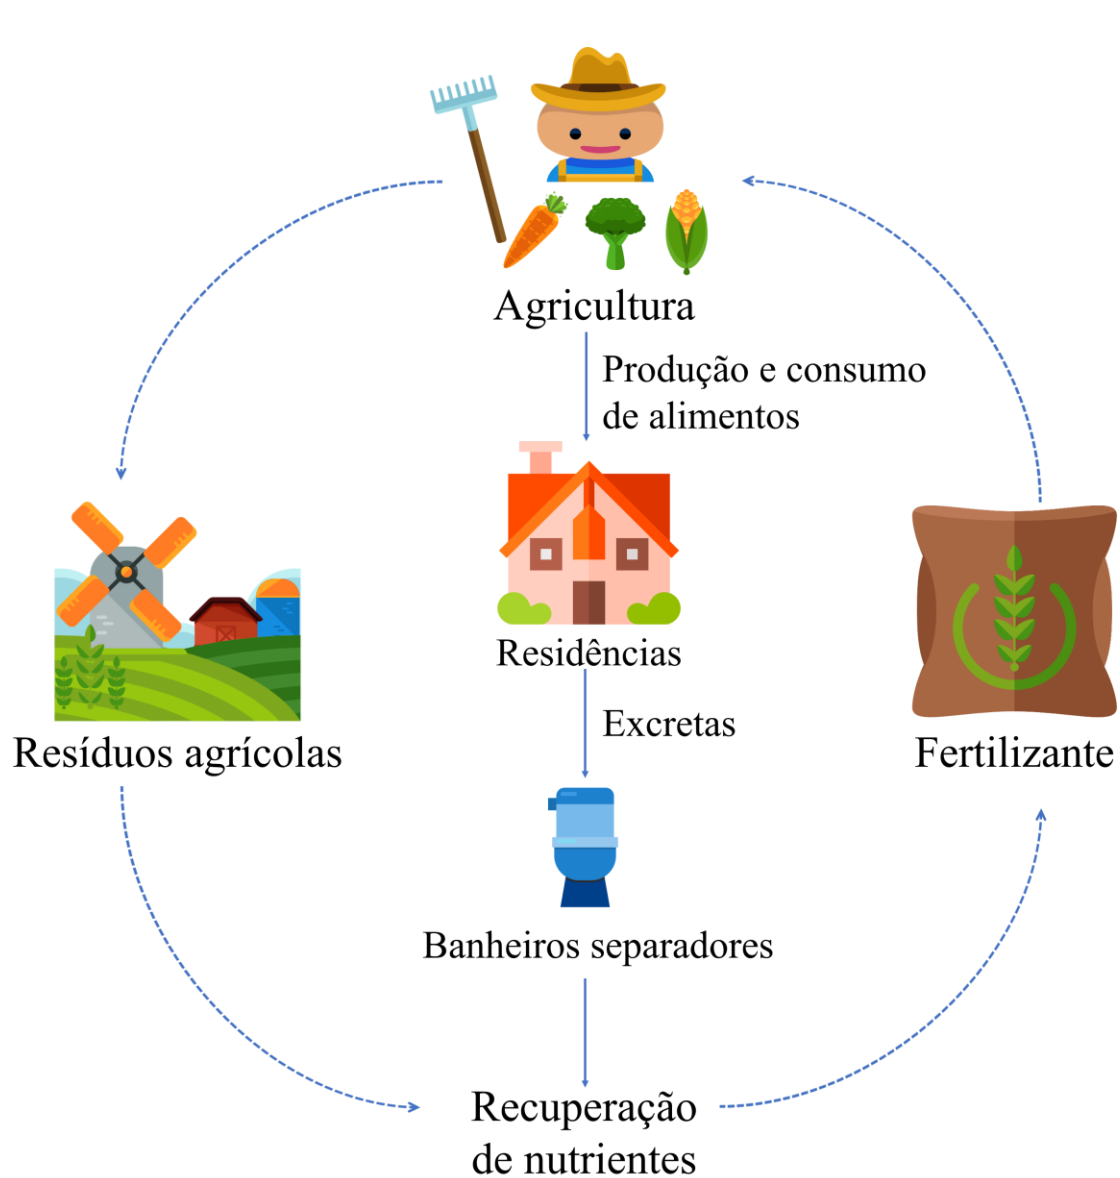 Agricultura
Produção e consumo
de alimentos
Residências
Excretas
Resíduos agrícolas
Fertilizante
Banheiros separadores
Recuperação
de nutrientes